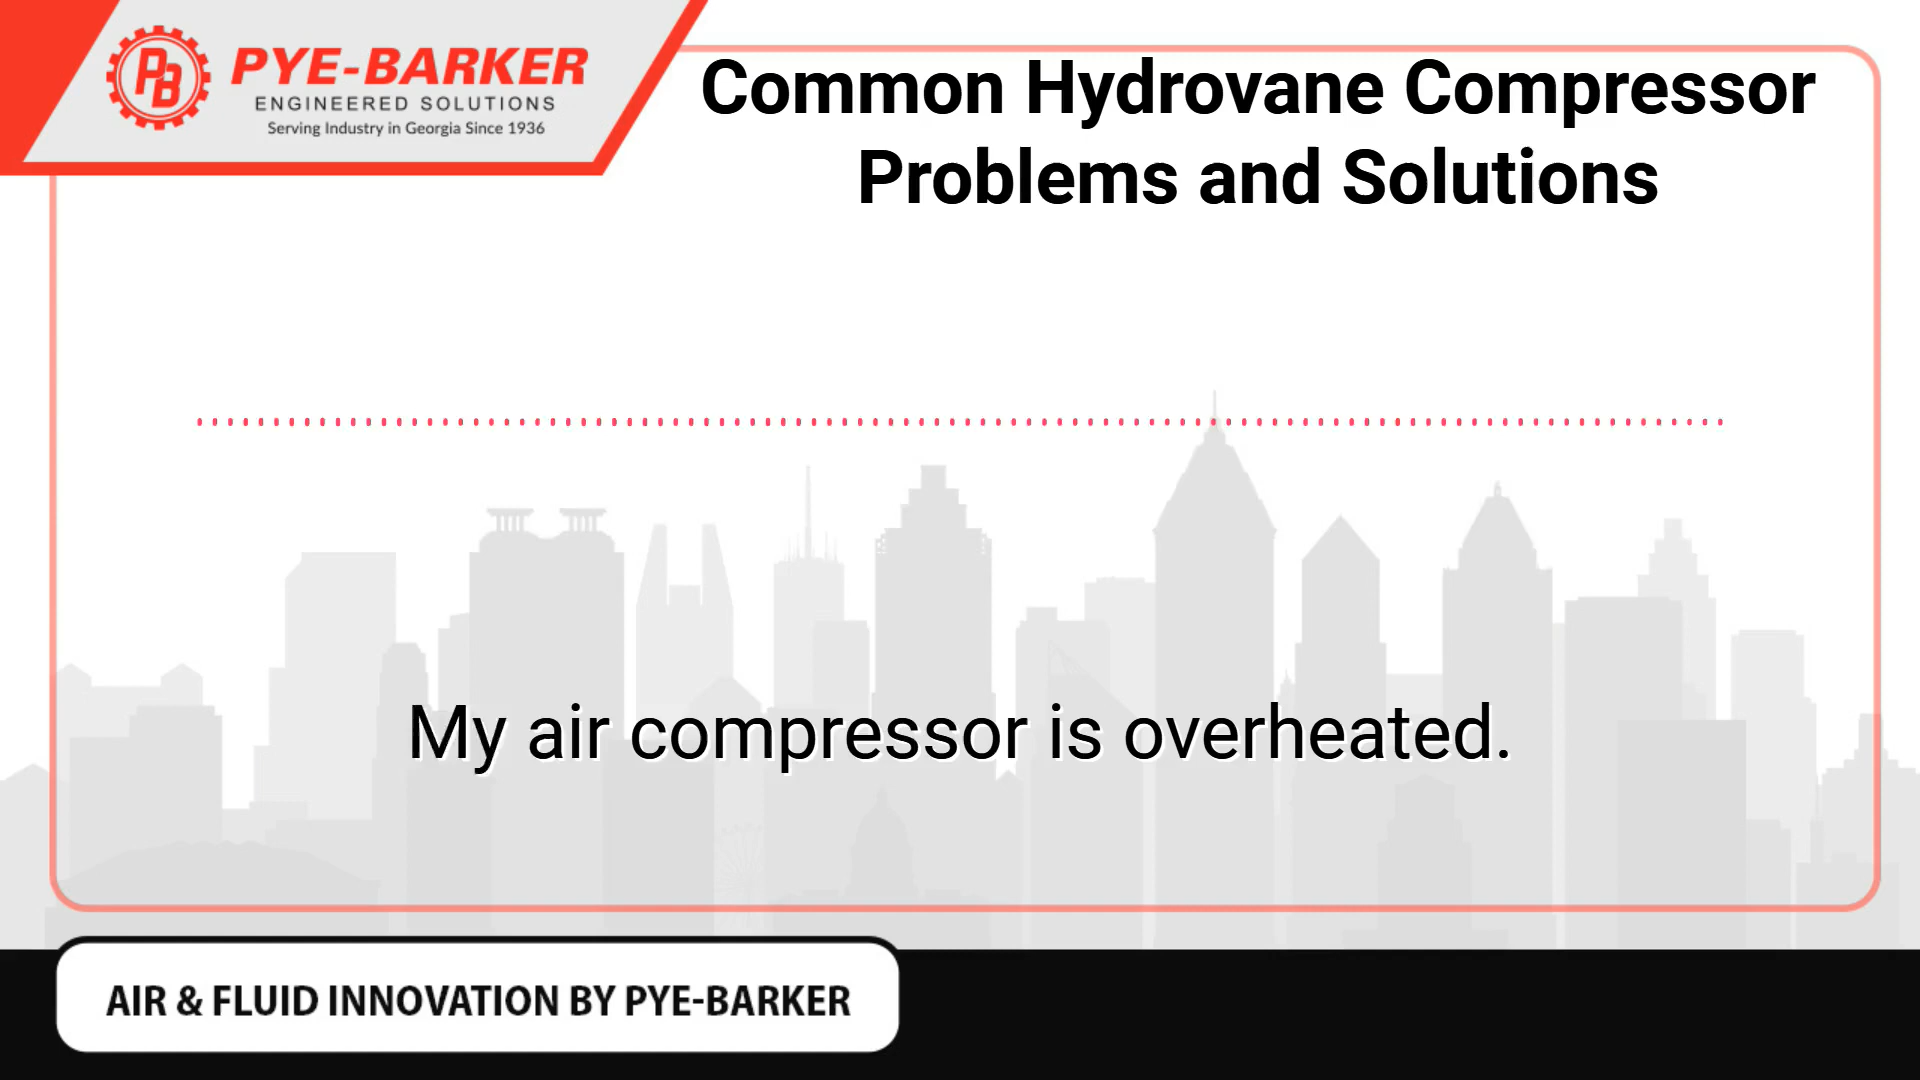 PB
PYE-BARKER
ENGINEERED SOLUTIONS
Serving Industry in Georgia Since 1936
Common Hydrovane Compressor
Problems and Solutions
My air compressor is overheated.
AIR & FLUID INNOVATION BY PYE-BARKER